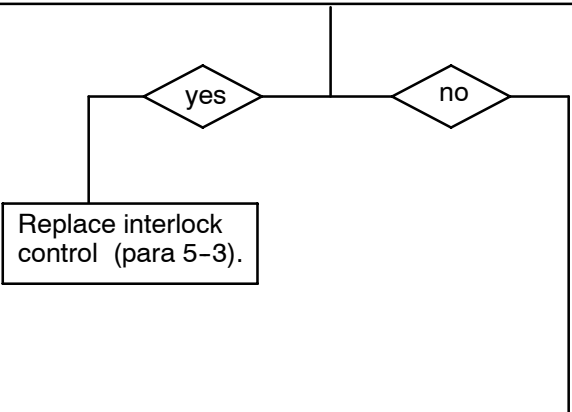 yes
no
Replace interlock
control (para 5-3).